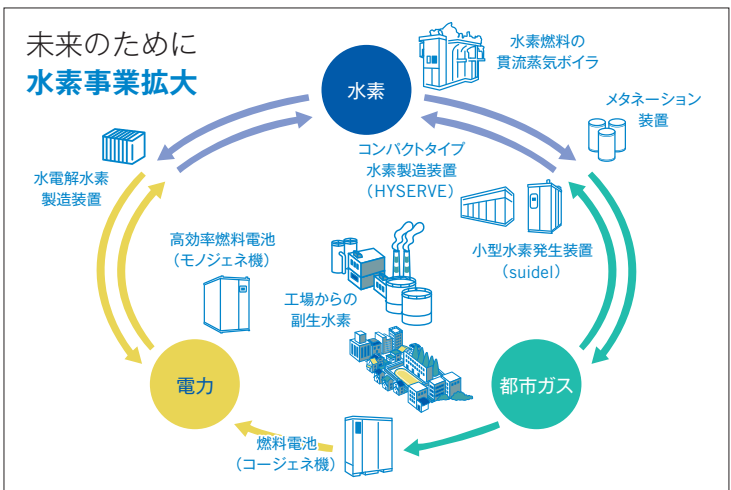 未来のために
水素事業拡大
水素
水素燃料の
貫流蒸気ボイラ
メタネーション
装置
コンパクトタイプ
水素製造装置
（HYSERVE）
水電解水素
製造装置
高効率燃料電池
（モノジェネ機）
小型水素発生装置
（suidel）
工場からの
副生水素
電力
都市ガス
燃料電池
（コージェネ機）